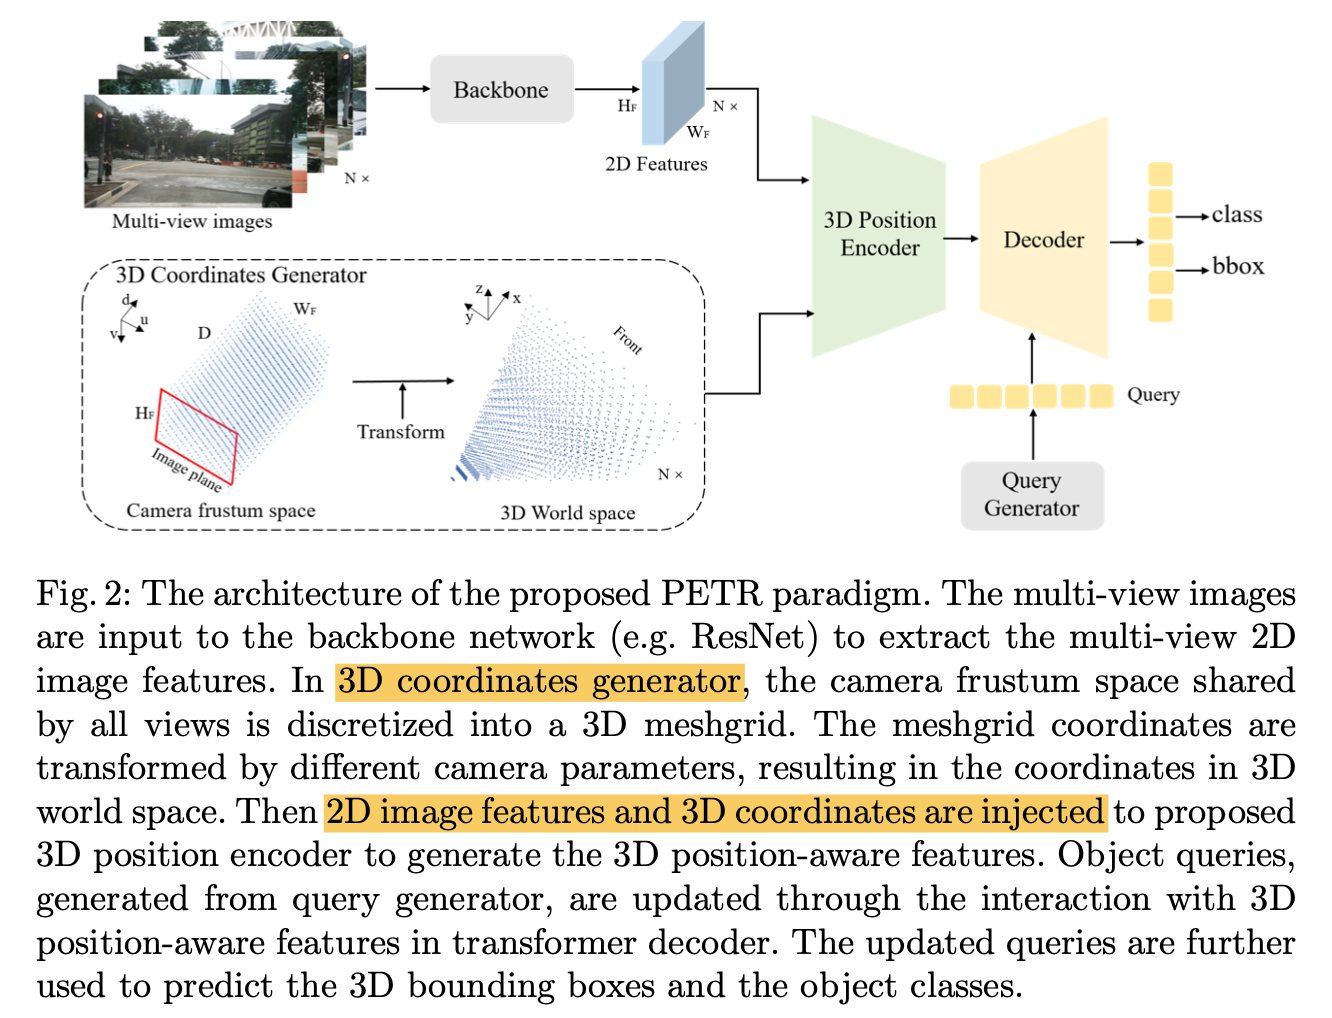 Backbone
H_F
N ×
W_F
2D Features
N ×
Multi-view images
3D Position
Encoder
Decoder
class
bbox
3D Coordinates Generator
d
u
v
D
W_F
H_F
Image plane
Camera frustum space
Transform
z
x
y
Front
N ×
3D World space
Query
Query
Generator
Fig. 2: The architecture of the proposed PETR paradigm. The multi-view images
are input to the backbone network (e.g. ResNet) to extract the multi-view 2D
image features. In 3D coordinates generator, the camera frustum space shared
by all views is discretized into a 3D meshgrid. The meshgrid coordinates are
transformed by different camera parameters, resulting in the coordinates in 3D
world space. Then 2D image features and 3D coordinates are injected to proposed
3D position encoder to generate the 3D position-aware features. Object queries,
generated from query generator, are updated through the interaction with 3D
position-aware features in transformer decoder. The updated queries are further
used to predict the 3D bounding boxes and the object classes.